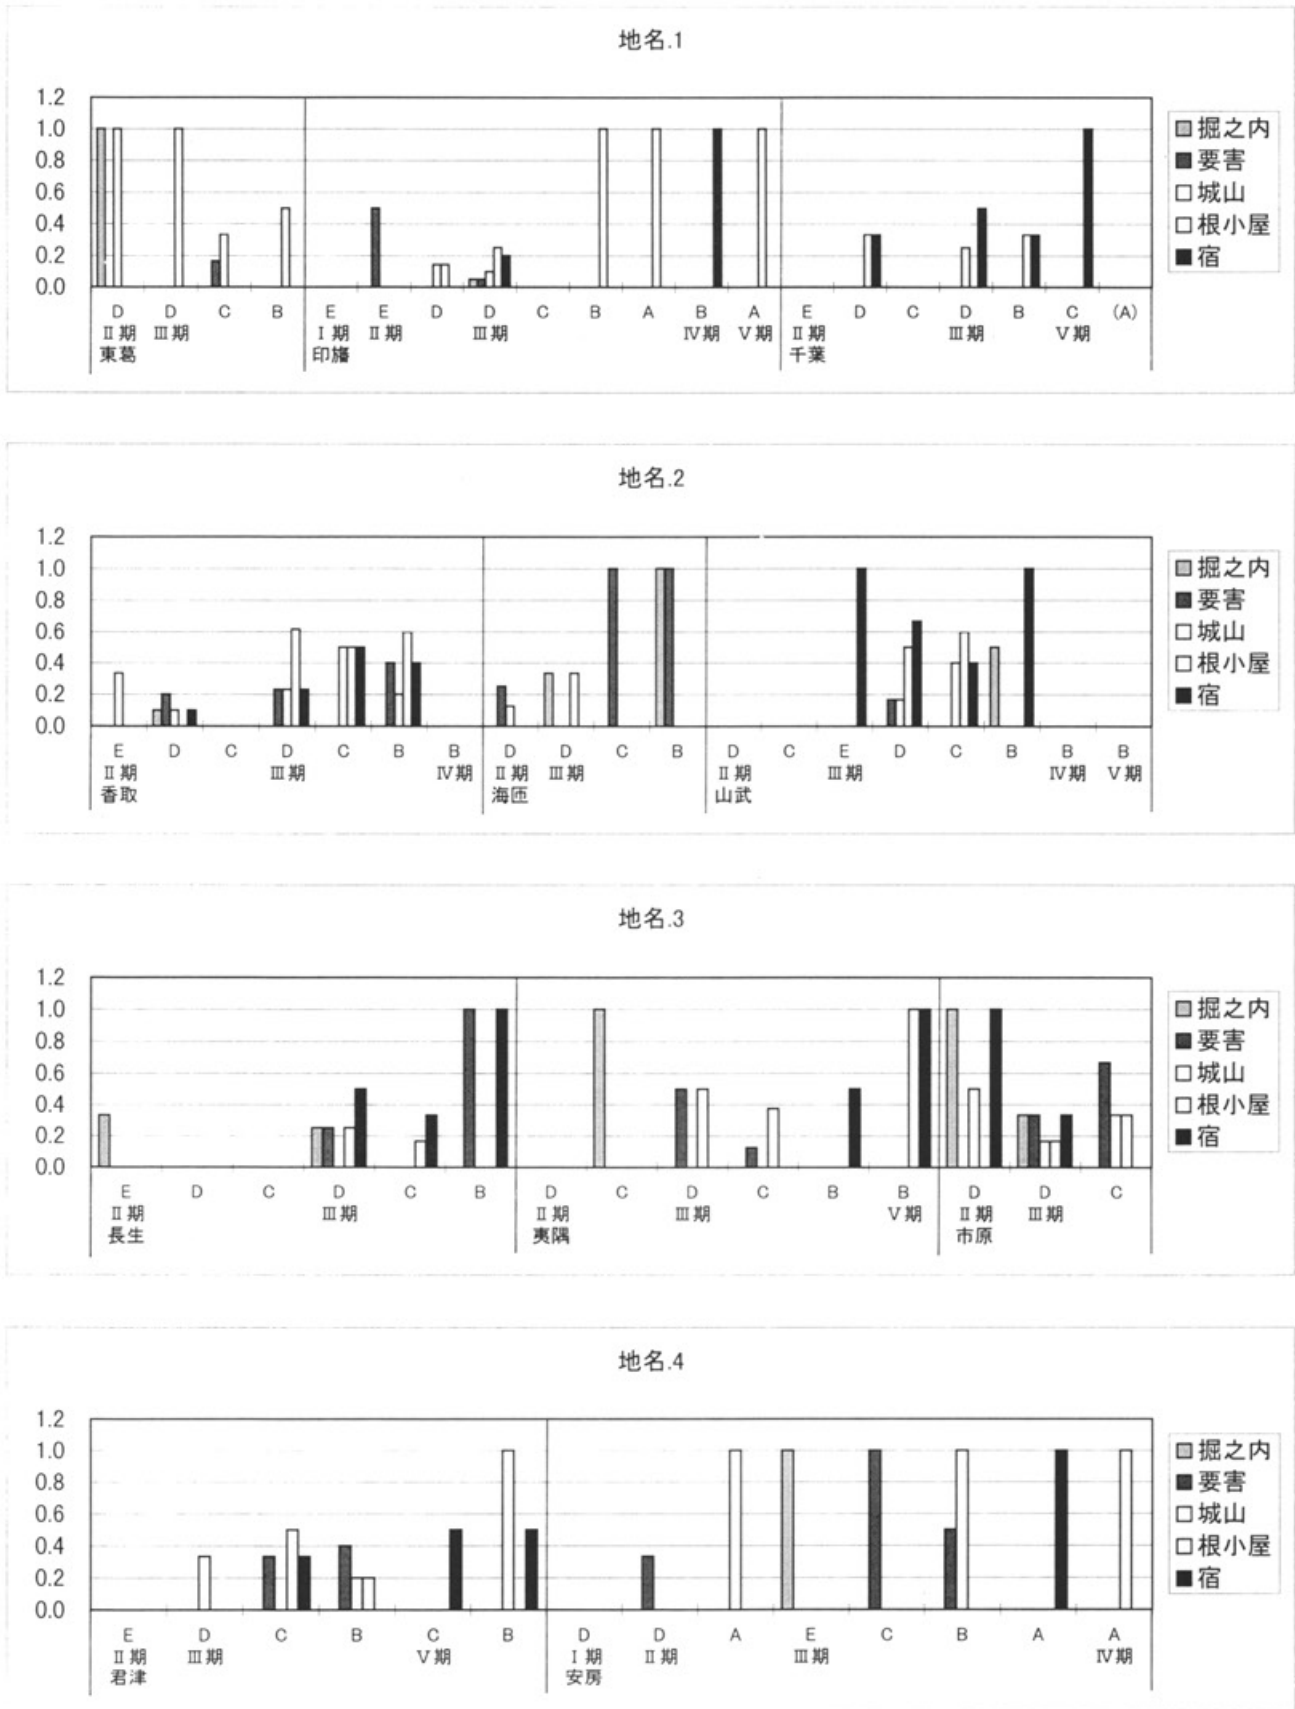 地名.1
1.2
1.0
0.8
0.6
0.4
0.2
0.0
D D C B E E D D C B A B A E D C D B C (A)
Ⅱ期 Ⅲ期 Ⅰ期 Ⅱ期 Ⅲ期 Ⅳ期 Ⅴ期 Ⅱ期 Ⅲ期 Ⅴ期
東葛 印旛 千葉
掘之内
要害
城山
根小屋
宿
地名.2
1.2
1.0
0.8
0.6
0.4
0.2
0.0
E D C D C B B D D C B D C E D C B B B
Ⅱ期 Ⅲ期 Ⅳ期 Ⅱ期 Ⅲ期 Ⅱ期 Ⅲ期 Ⅳ期 Ⅴ期
香取 海匝 山武
掘之内
要害
城山
根小屋
宿
地名.3
1.2
1.0
0.8
0.6
0.4
0.2
0.0
E D C D C B D C D C B B D D C
Ⅱ期 Ⅲ期 Ⅱ期 Ⅲ期 Ⅴ期 Ⅱ期 Ⅲ期
長生 夷隅 市原
掘之内
要害
城山
根小屋
宿
地名.4
1.2
1.0
0.8
0.6
0.4
0.2
0.0
E D C B C B D D A E C B A A
Ⅱ期 Ⅲ期 Ⅴ期 Ⅰ期 Ⅱ期 Ⅲ期 Ⅳ期
君津 安房
掘之内
要害
城山
根小屋
宿